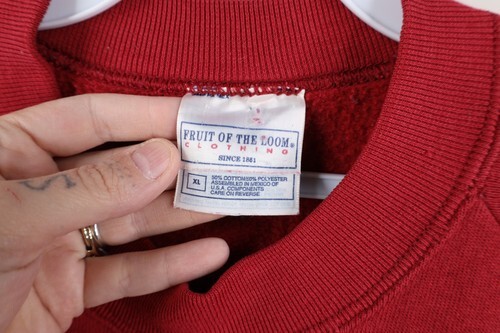 FRUIT OF THE LOOM®
CLOTHING
SINCE 1851
XL
50% COTTON/50% POLYESTER
ASSEMBLED IN MEXICO OF
U.S.A. COMPONENTS
CARE ON REVERSE